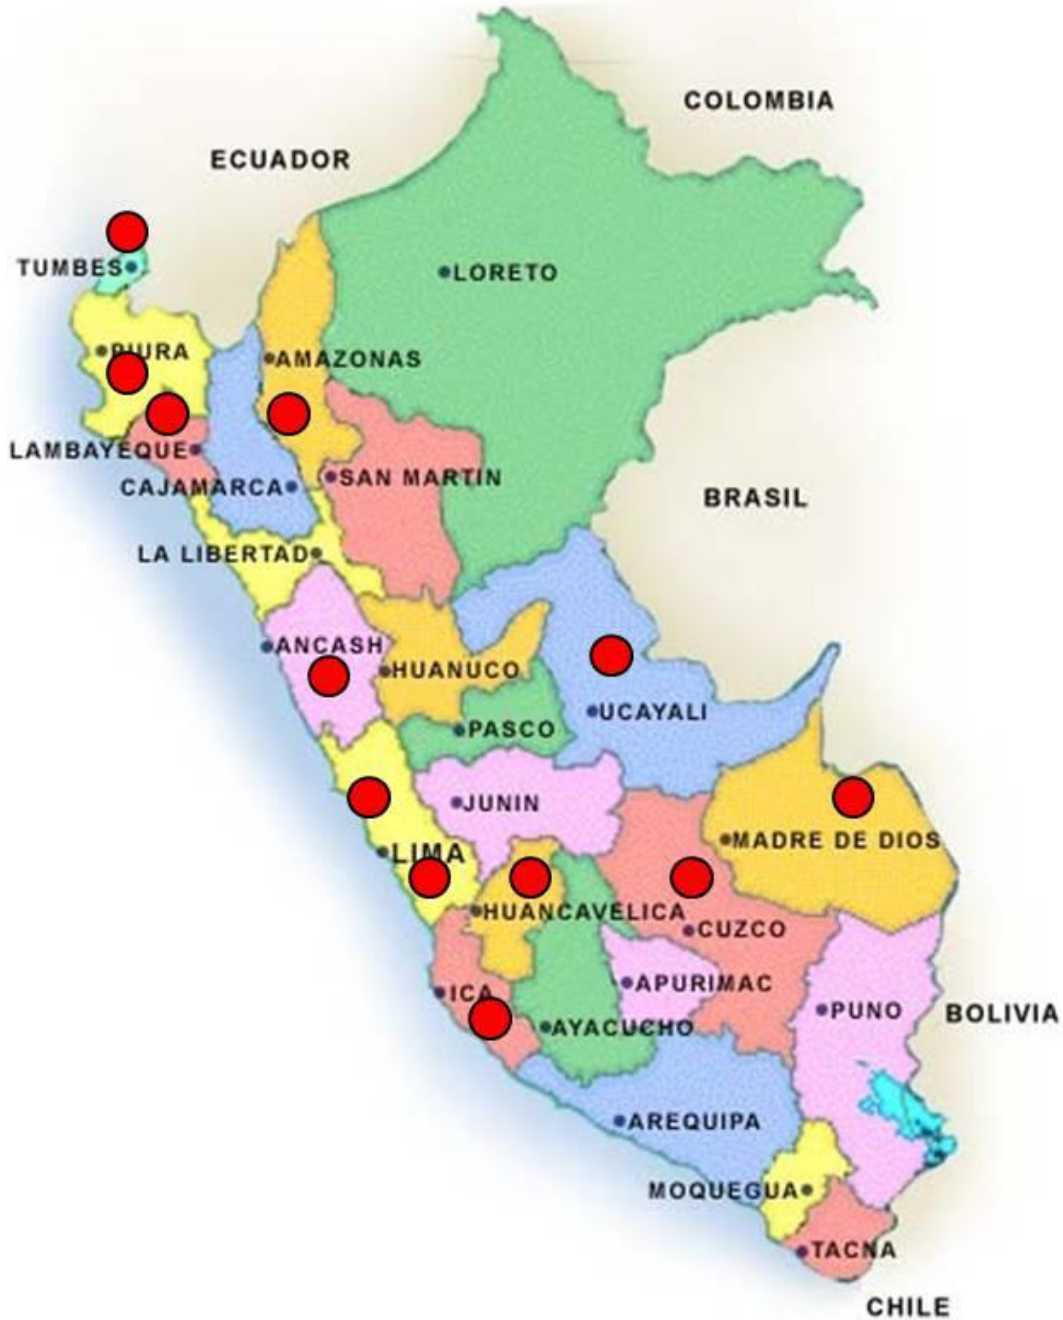 COLOMBIA
ECUADOR
TUMBES
LORETO
PIURA
AMAZONAS
LAMBAYEQUE
SAN MARTIN
CAJAMARCA
BRASIL
LA LIBERTAD
ANCASH
HUANUCO
UCAYALI
PASCO
JUNIN
MADRE DE DIOS
LIMA
HUANCAVELICA
CUZCO
APURIMAC
ICA
PUNO
BOLIVIA
AYACUCHO
AREQUIPA
MOQUEGUA
TACNA
CHILE